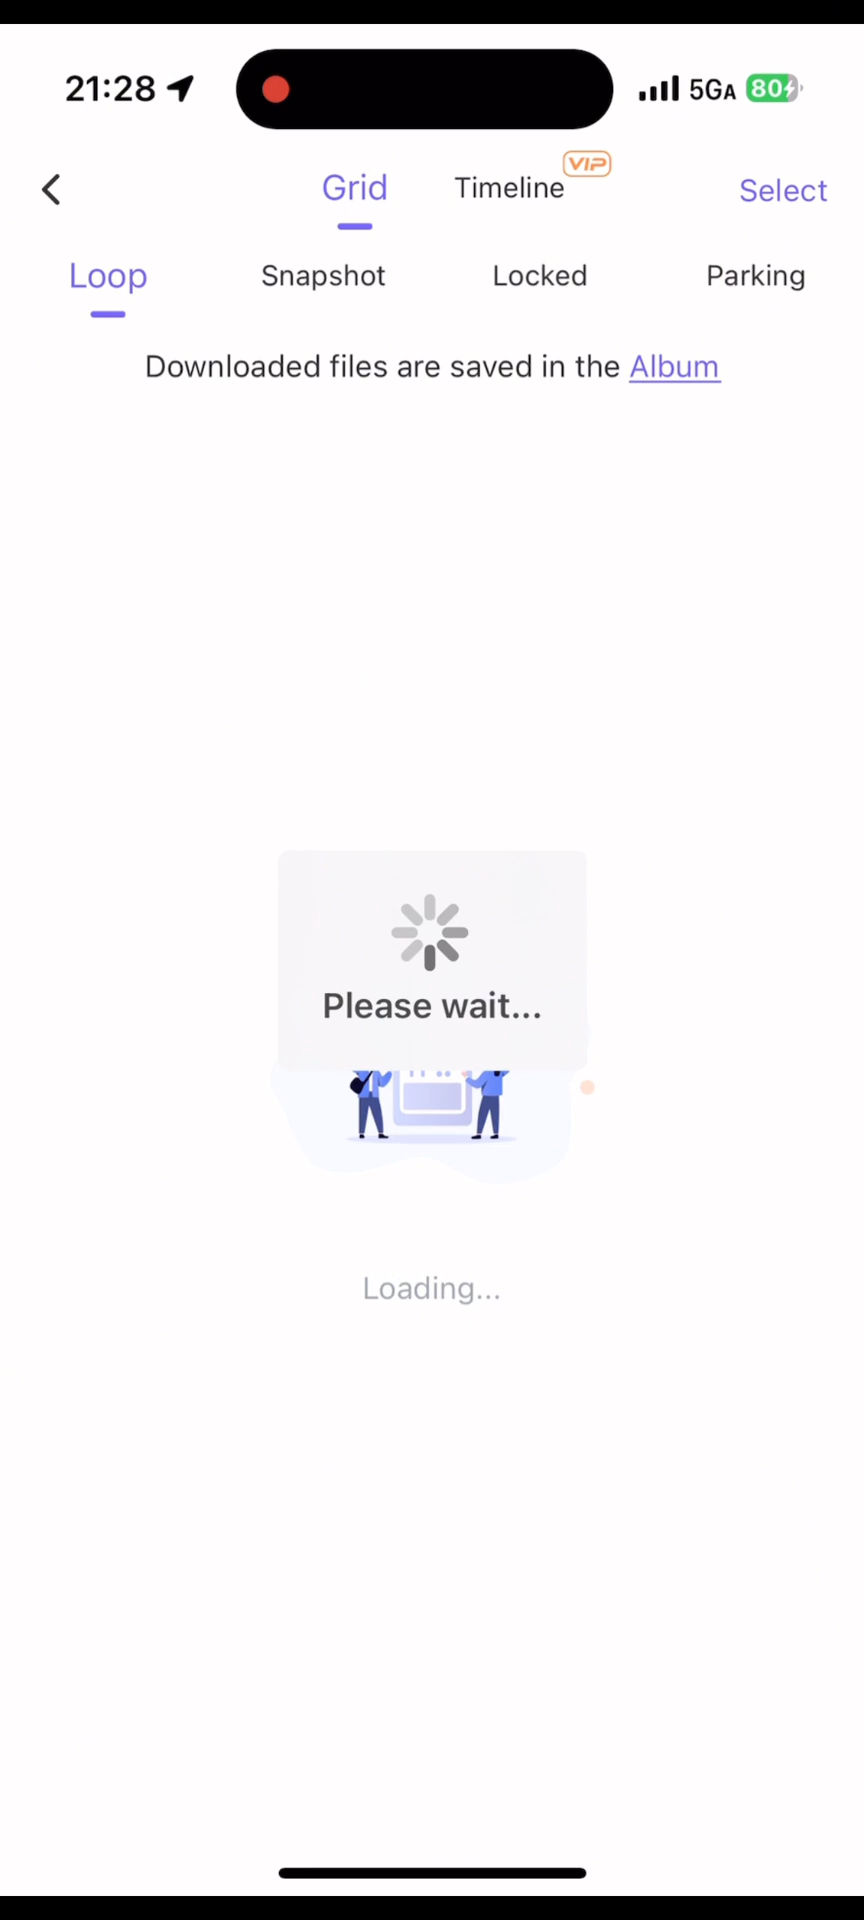 21:28 5GA 80
Grid Timeline VIP Select
Loop Snapshot Locked Parking
Downloaded files are saved in the Album
Please wait...
Loading...